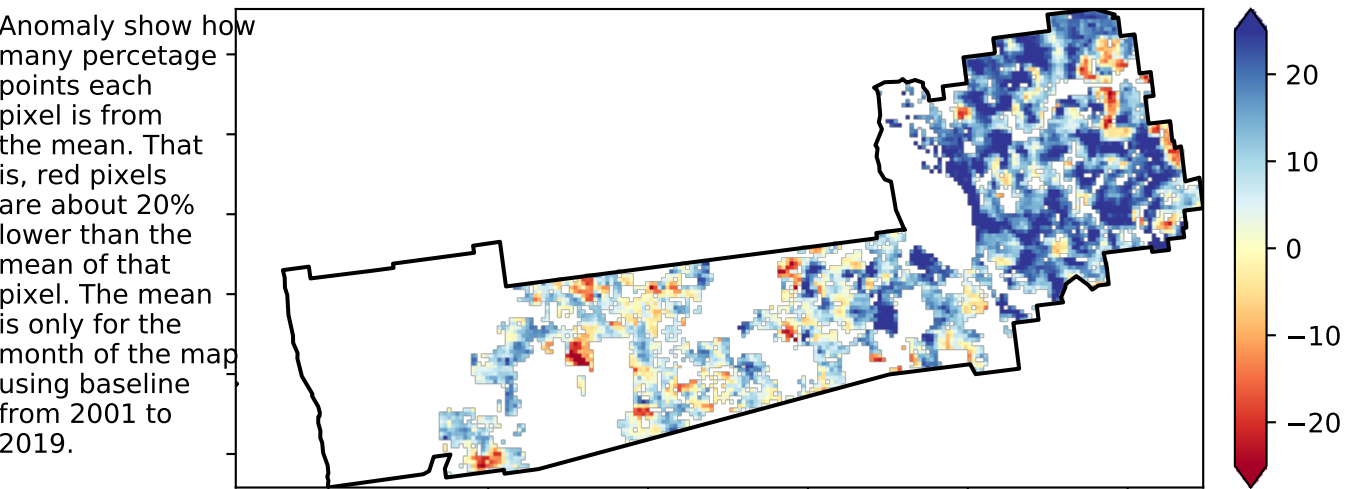 Anomaly show how
many percetage
points each
pixel is from
the mean. That
is, red pixels
are about 20%
lower than the
mean of that
pixel. The mean
is only for the
month of the map
using baseline
from 2001 to
2019.
20
10
0
−10
−20